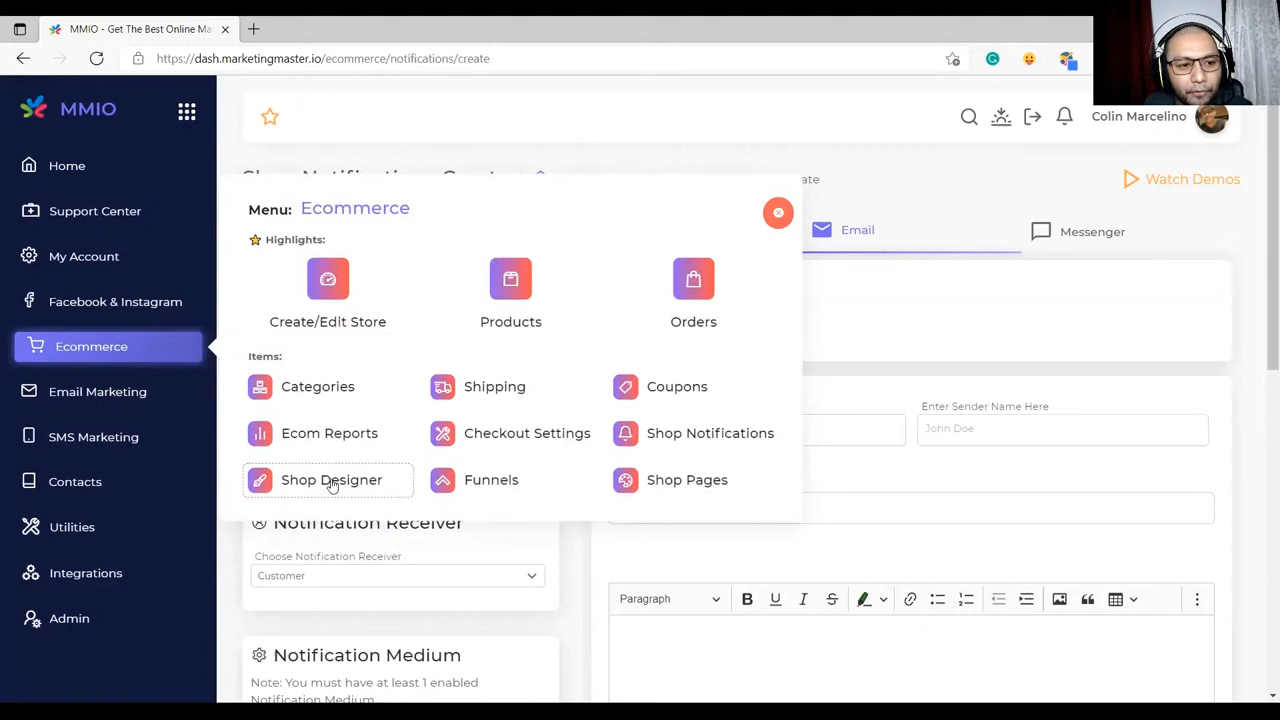 MMIO - Get The Best Online Ma
https://dash.marketingmaster.io/ecommerce/notifications/create
MMIO
Colin Marcelino
Home
Support Center
My Account
Facebook & Instagram
Ecommerce
Email Marketing
SMS Marketing
Contacts
Utilities
Integrations
Admin
Watch Demos
Menu: Ecommerce
Highlights:
Create/Edit Store
Products
Orders
Items:
Categories
Shipping
Coupons
Ecom Reports
Checkout Settings
Shop Notifications
Shop Designer
Funnels
Shop Pages
Email
Messenger
Enter Sender Name Here
John Doe
Notification Receiver
Choose Notification Receiver
Customer
Paragraph
B U I S
Notification Medium
Note: You must have at least 1 enabled
Notification Medium